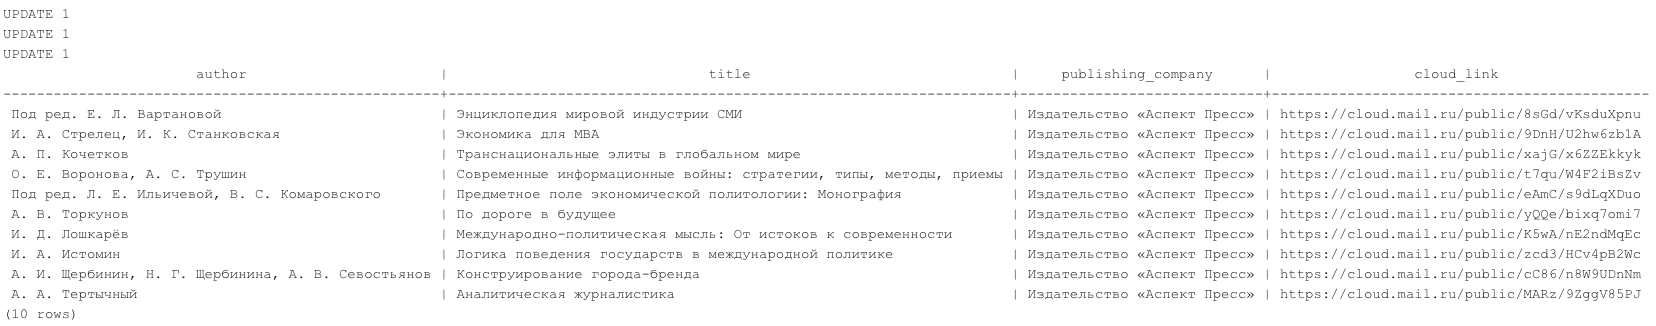 UPDATE 1
UPDATE 1
UPDATE 1
author | title | publishing_company | cloud_link
----------------------------------------------------+-------------------------------------------------------------------+-----------------------------+---------------------------------------------
Под ред. Е. Л. Вартановой | Энциклопедия мировой индустрии СМИ | Издательство «Аспект Пресс» | https://cloud.mail.ru/public/8sGd/vKsduXpnu
И. А. Стрелец, И. К. Станковская | Экономика для МВА | Издательство «Аспект Пресс» | https://cloud.mail.ru/public/9DnH/U2hw6zb1A
А. П. Кочетков | Транснациональные элиты в глобальном мире | Издательство «Аспект Пресс» | https://cloud.mail.ru/public/xajG/x6ZZEkkyk
О. Е. Воронова, А. С. Трушин | Современные информационные войны: стратегии, типы, методы, приемы | Издательство «Аспект Пресс» | https://cloud.mail.ru/public/t7qu/W4F2iBsZv
Под ред. Л. Е. Ильичевой, В. С. Комаровского | Предметное поле экономической политологии: Монография | Издательство «Аспект Пресс» | https://cloud.mail.ru/public/eAmC/s9dLqXDuo
А. В. Торкунов | По дороге в будущее | Издательство «Аспект Пресс» | https://cloud.mail.ru/public/yQQe/bixq7omi7
И. Д. Лошкарёв | Международно-политическая мысль: От истоков к современности | Издательство «Аспект Пресс» | https://cloud.mail.ru/public/K5wA/nE2ndMqEc
И. А. Истомин | Логика поведения государств в международной политике | Издательство «Аспект Пресс» | https://cloud.mail.ru/public/zcd3/HCv4pB2Wc
А. И. Щербинин, Н. Г. Щербинина, А. В. Севостьянов | Конструирование города-бренда | Издательство «Аспект Пресс» | https://cloud.mail.ru/public/cC86/n8W9UDnNm
А. А. Тертычный | Аналитическая журналистика | Издательство «Аспект Пресс» | https://cloud.mail.ru/public/MARz/9ZggV85PJ
(10 rows)